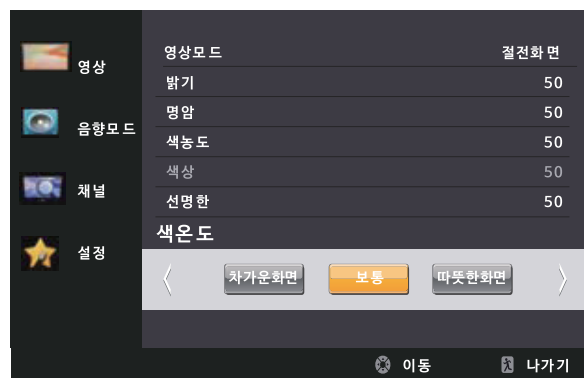 영상
음향모드
채널
설정
영상모드 절전화면
밝기 50
명암 50
색농도 50
색상 50
선명한 50
색온도
차가운화면 보통 따뜻한화면
이동 나가기